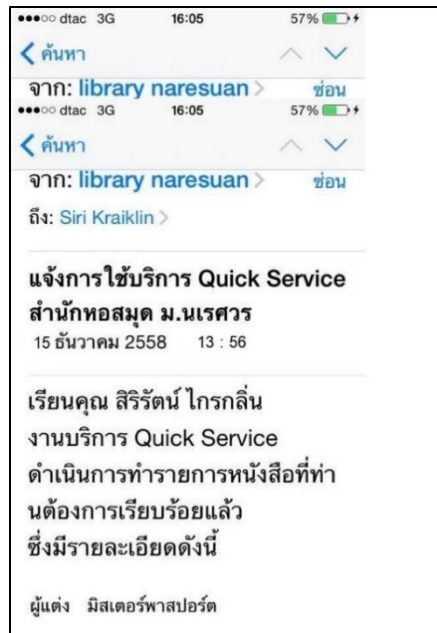 dtac 3G 16:05 57%
ค้นหา
จาก: library naresuan ซ่อน
dtac 3G 16:05 57%
ค้นหา
จาก: library naresuan ซ่อน
ถึง: Siri Kraiklin
แจ้งการใช้บริการ Quick Service
สำนักหอสมุด ม.นเรศวร
15 ธันวาคม 2558 13 : 56
เรียนคุณ สิริรัตน์ ไกรกลิ่น
งานบริการ Quick Service
ดำเนินการทำรายการหนังสือที่ท่า
นต้องการเรียบร้อยแล้ว
ซึ่งมีรายละเอียดดังนี้
ผู้แต่ง มิสเตอร์พาสปอร์ต